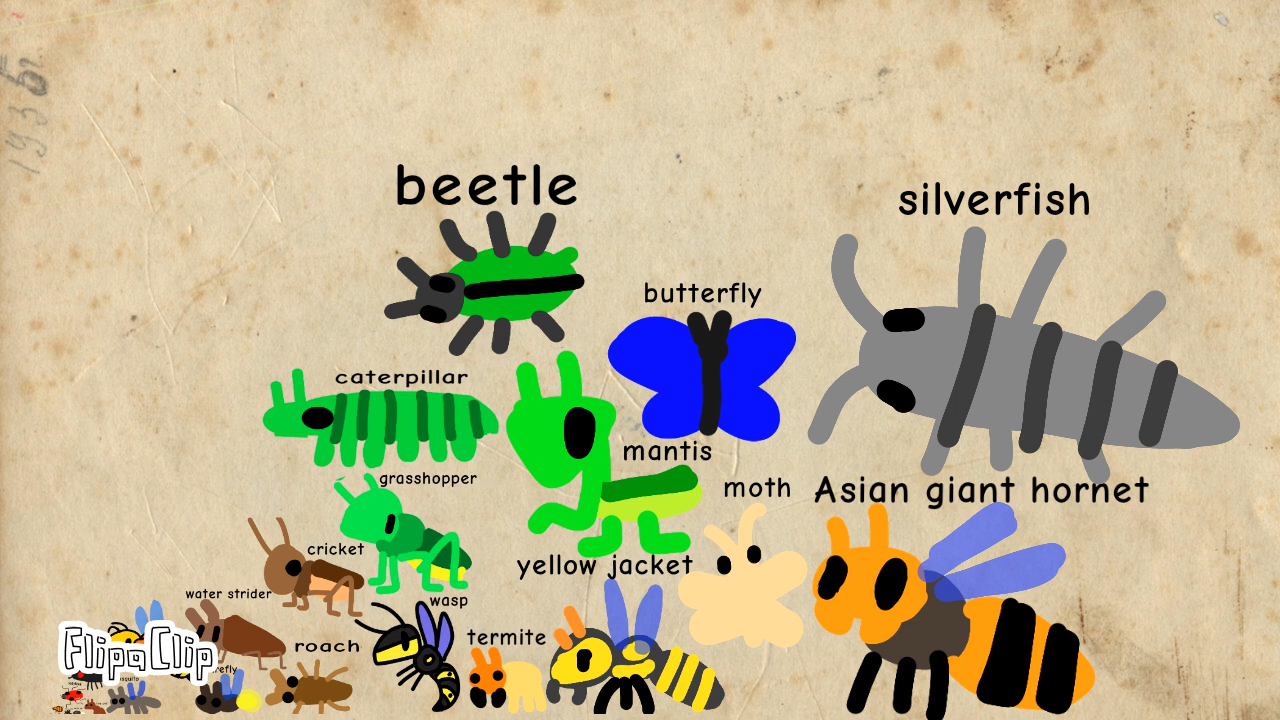 beetle
silverfish
butterfly
caterpillar
mantis
grasshopper
moth
Asian giant hornet
cricket
yellow jacket
water strider
wasp
termite
roach
FlipaClip